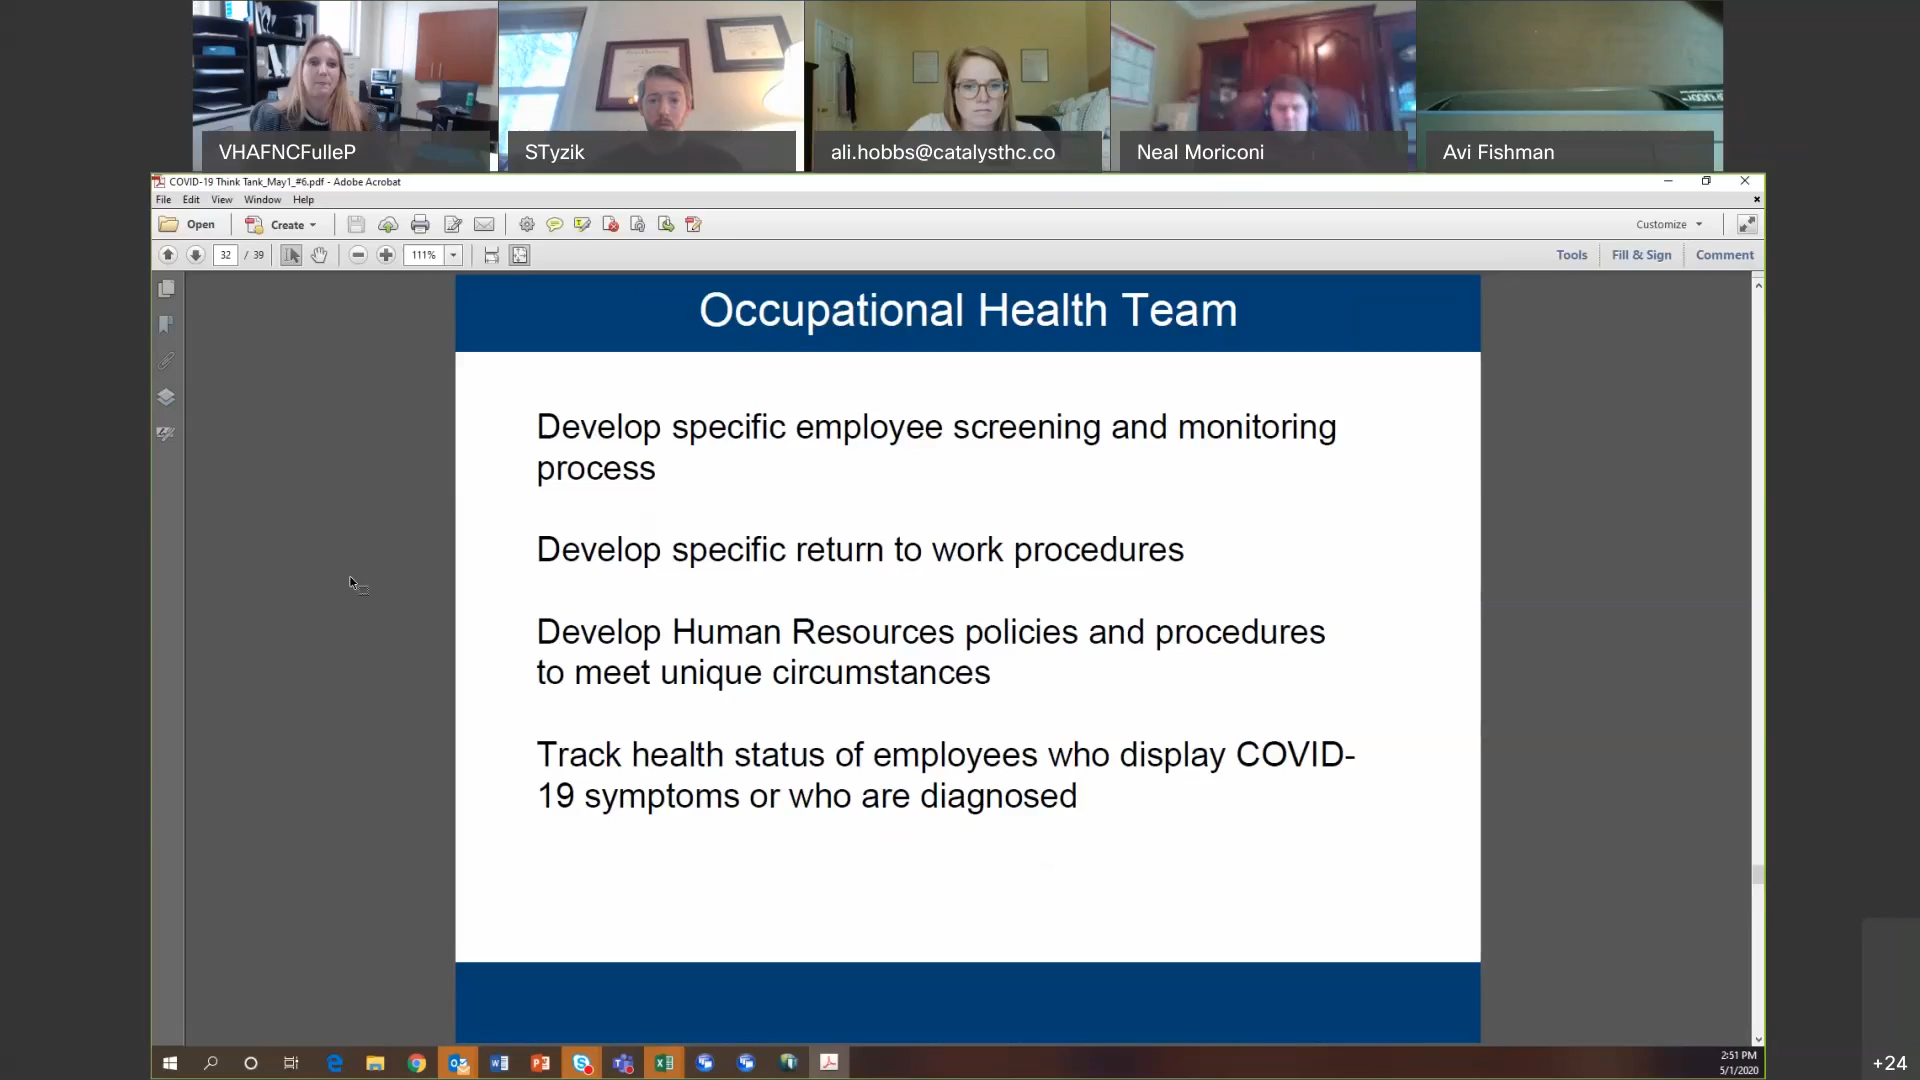 VHAFNCFulleP
STyzik
ali.hobbs@catalysthc.co
Neal Moriconi
Avi Fishman
COVID-19 Think Tank_May1_#6.pdf - Adobe Acrobat
File Edit View Window Help
Open Create Customize
32 / 39 111% Tools Fill & Sign Comment
Occupational Health Team
Develop specific employee screening and monitoring
process
Develop specific return to work procedures
Develop Human Resources policies and procedures
to meet unique circumstances
Track health status of employees who display COVID-
19 symptoms or who are diagnosed
2:51 PM
5/1/2020
+24